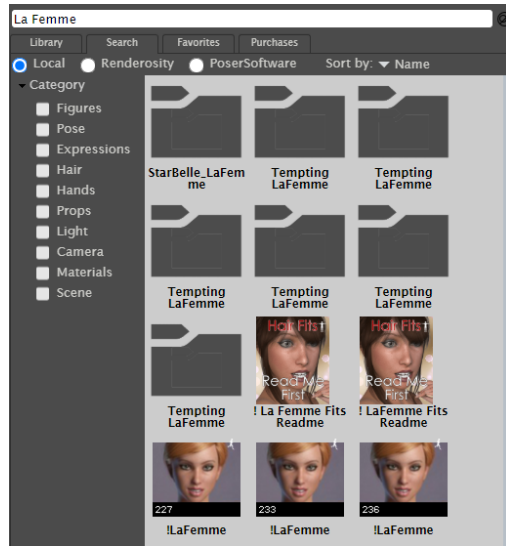 La Femme
Library Search Favorites Purchases
Local Renderosity PoserSoftware Sort by: Name
Category
Figures
Pose
Expressions
Hair
Hands
Props
Light
Camera
Materials
Scene
StarBelle_LaFem
me
Tempting
LaFemme
Tempting
LaFemme
Tempting
LaFemme
Tempting
LaFemme
Tempting
LaFemme
Tempting
LaFemme
Hair Fits!
Read Me
First
! La Femme Fits
Readme
Hair Fits!
Read Me
First
! LaFemme Fits
Readme
227
!LaFemme
233
!LaFemme
236
!LaFemme